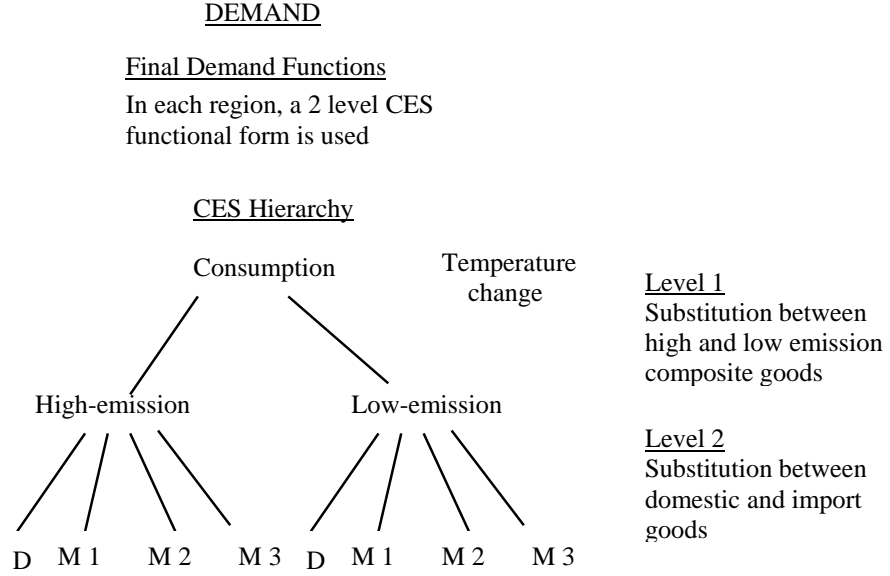 DEMAND
Final Demand Functions
In each region, a 2 level CES
functional form is used
CES Hierarchy
Consumption
Temperature
change
Level 1
Substitution between
high and low emission
composite goods
High-emission
Low-emission
Level 2
Substitution between
domestic and import
goods
D M 1 M 2 M 3 D M 1 M 2 M 3